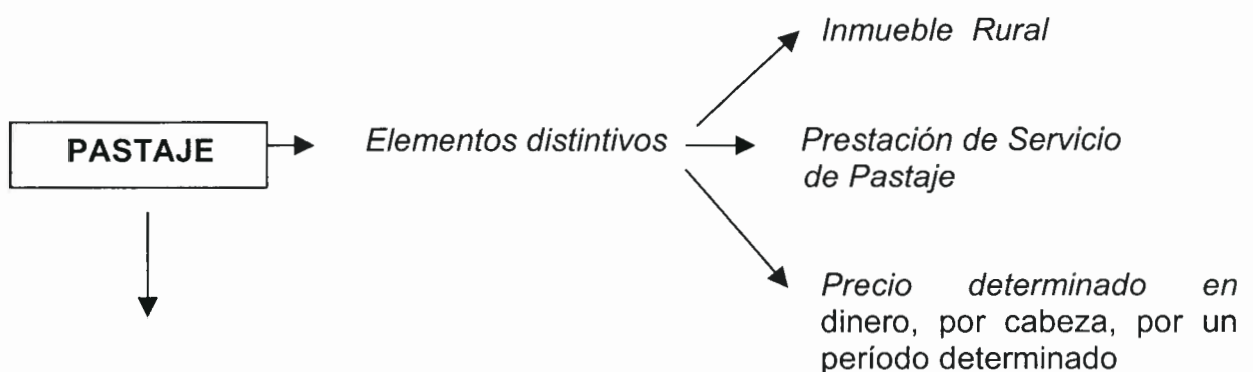 Inmueble Rural
PASTAJE
Elementos distintivos
Prestación de Servicio
de Pastaje
Precio determinado en
dinero, por cabeza, por un
período determinado